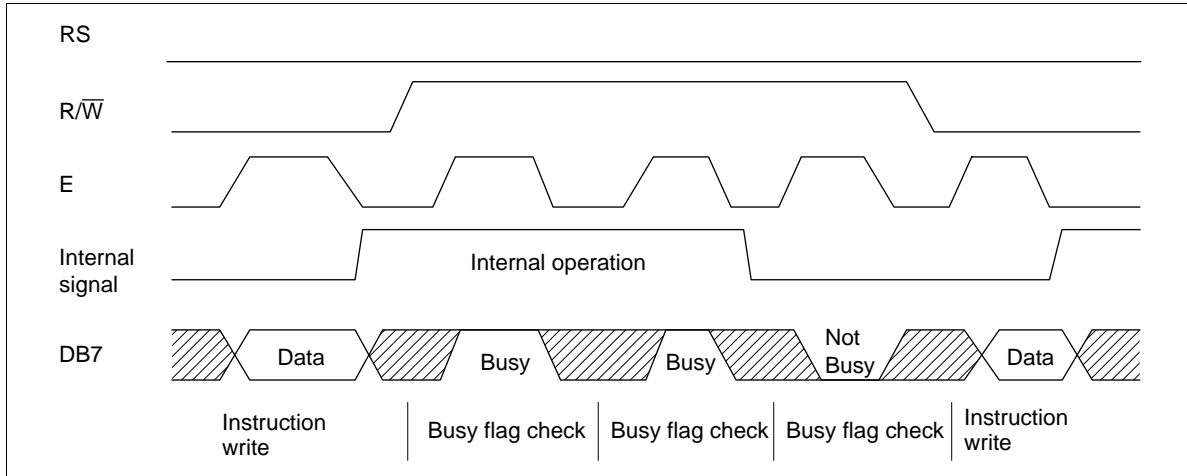 RS
R/W̅
E
Internal
signal
Internal operation
DB7
Data
Busy
Busy
Not
Busy
Data
Instruction
write
Busy flag check
Busy flag check
Busy flag check
Instruction
write